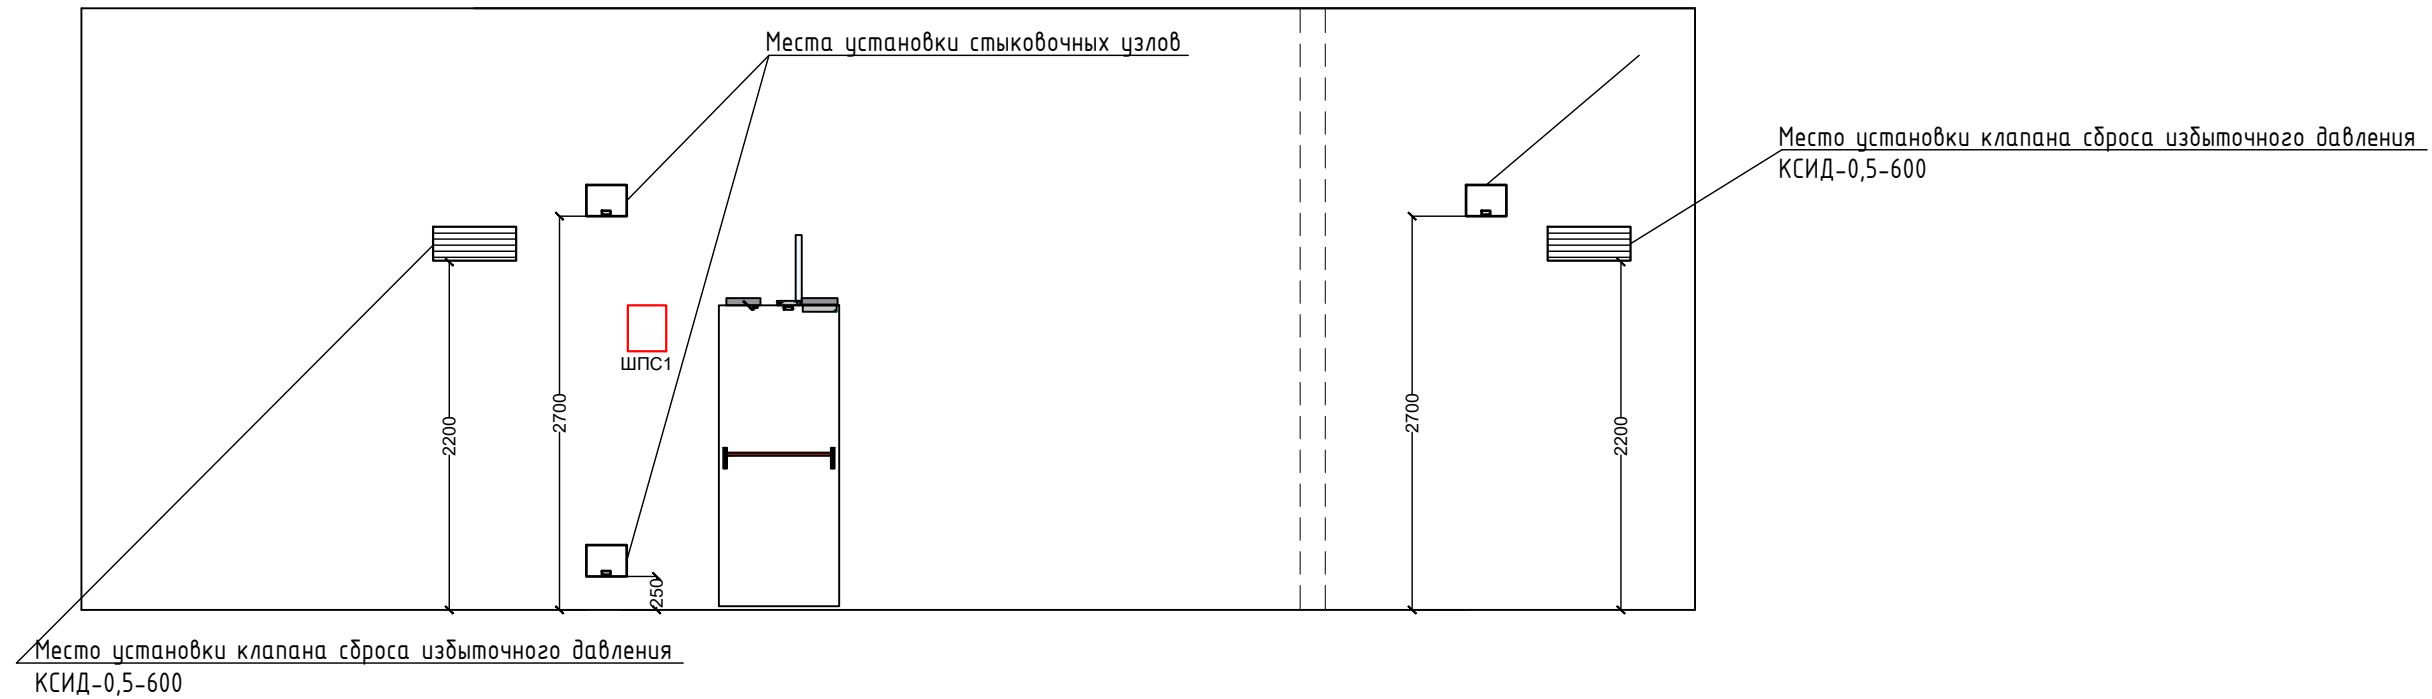 Места установки стыковочных узлов
Место установки клапана сброса избыточного давления
КСИД-0,5-600
ШПС1
2200
2700
2700
2200
250
Место установки клапана сброса избыточного давления
КСИД-0,5-600